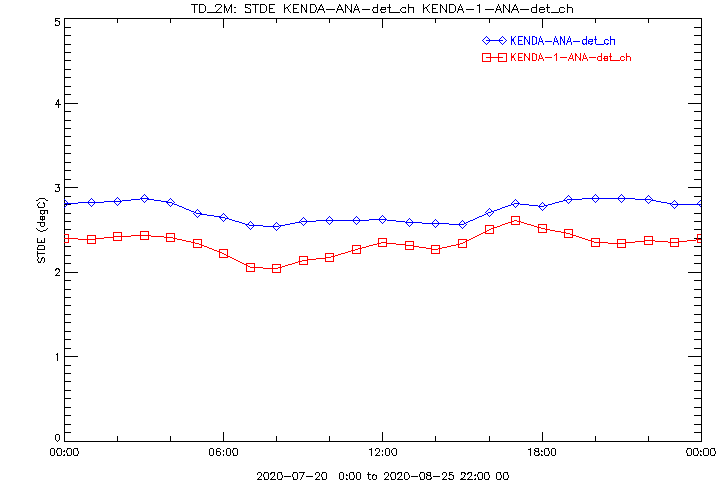 TD_2M: STDE KENDA-ANA-det_ch KENDA-1-ANA-det_ch
5
KENDA-ANA-det_ch
KENDA-1-ANA-det_ch
4
3
STDE (degC)
2
1
0
00:00 06:00 12:00 18:00 00:00
2020-07-20 0:00 to 2020-08-25 22:00 00